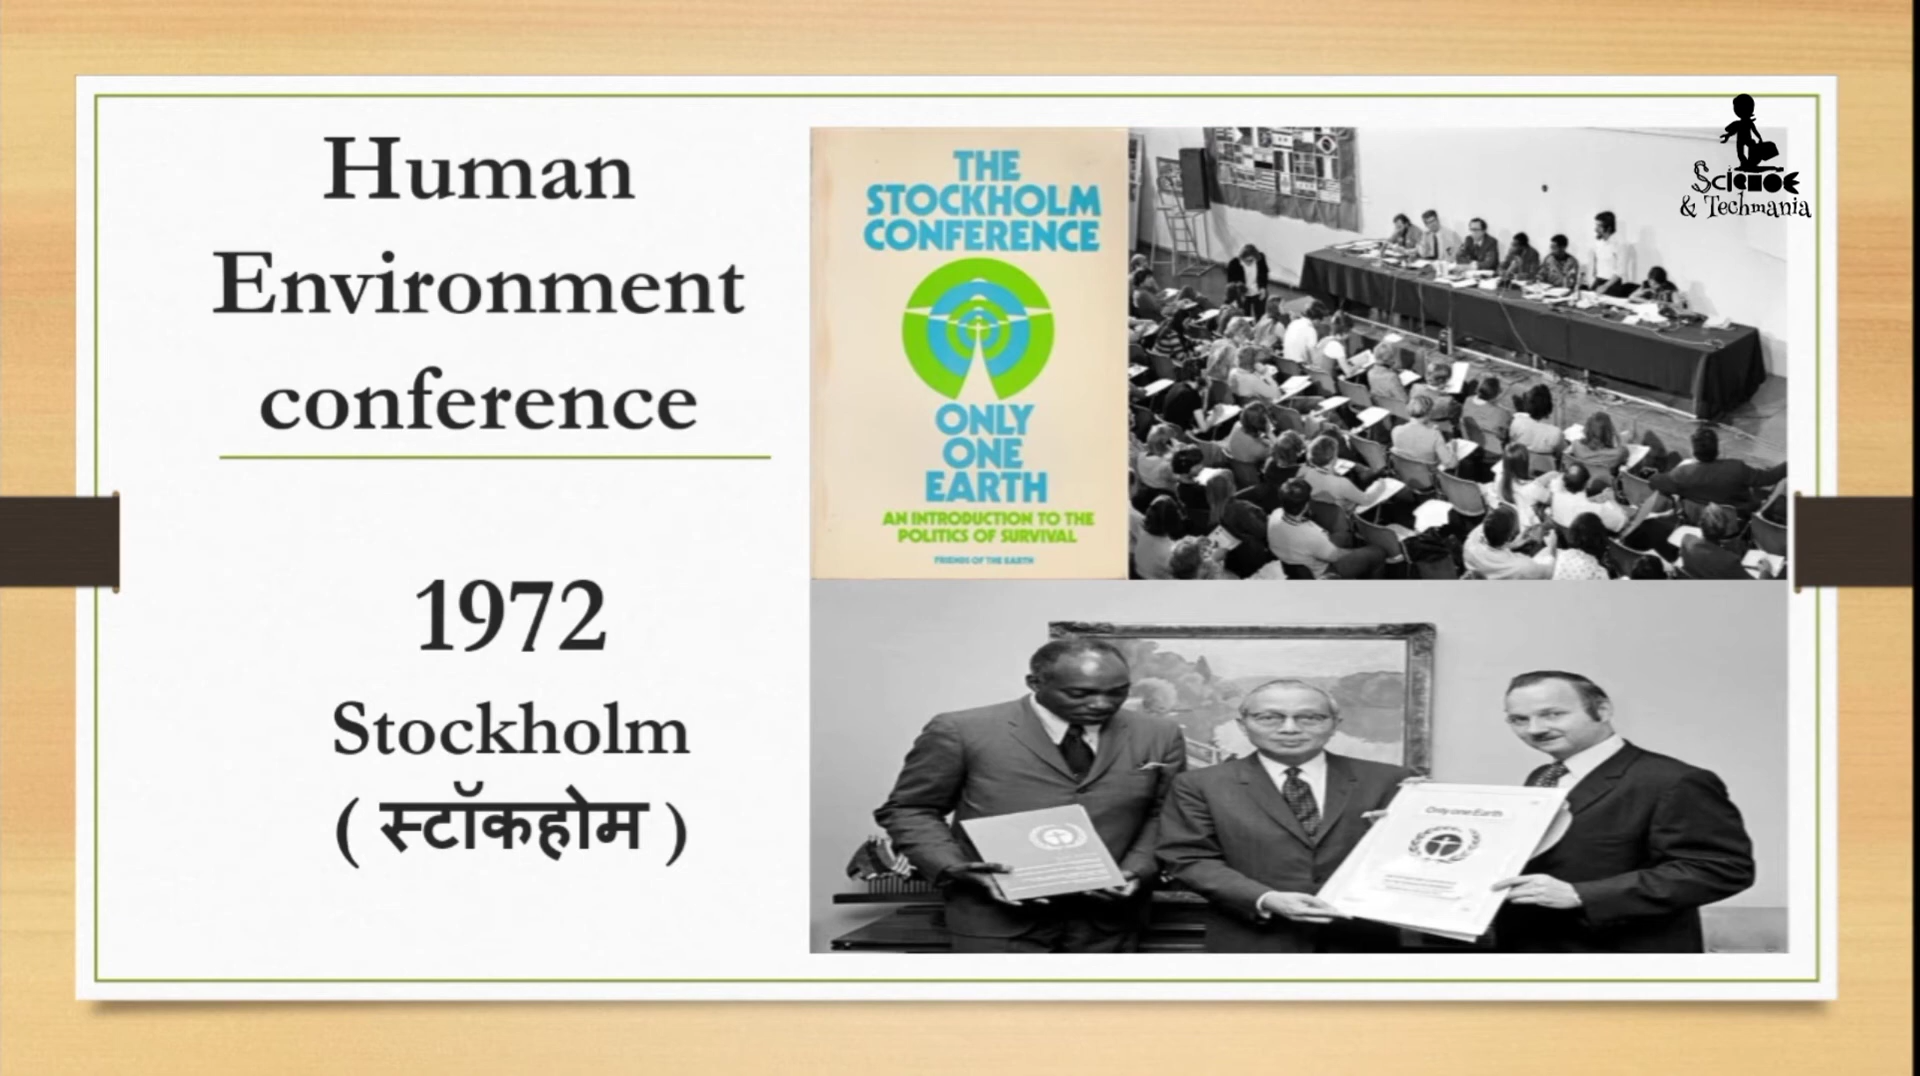 Human
Environment
conference
1972
Stockholm
( स्टॉकहोम )
THE
STOCKHOLM
CONFERENCE
ONLY
ONE
EARTH
AN INTRODUCTION TO THE
POLITICS OF SURVIVAL
FRIENDS OF THE EARTH
Science
& Techmania
Only one Earth